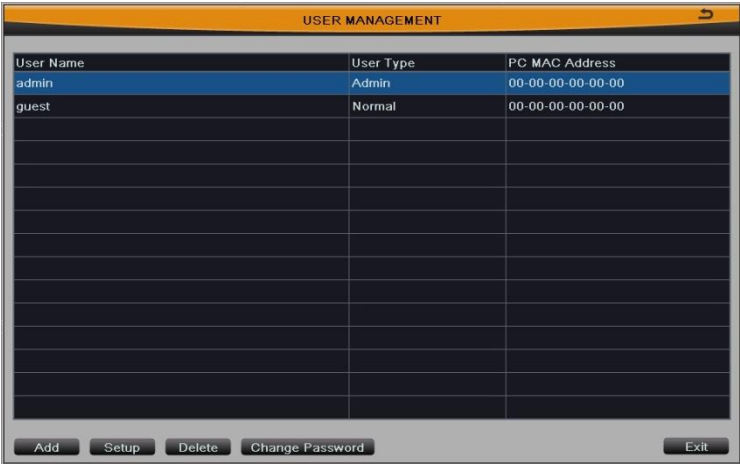 USER MANAGEMENT
User Name User Type PC MAC Address
admin Admin 00-00-00-00-00-00
guest Normal 00-00-00-00-00-00
Add Setup Delete Change Password Exit